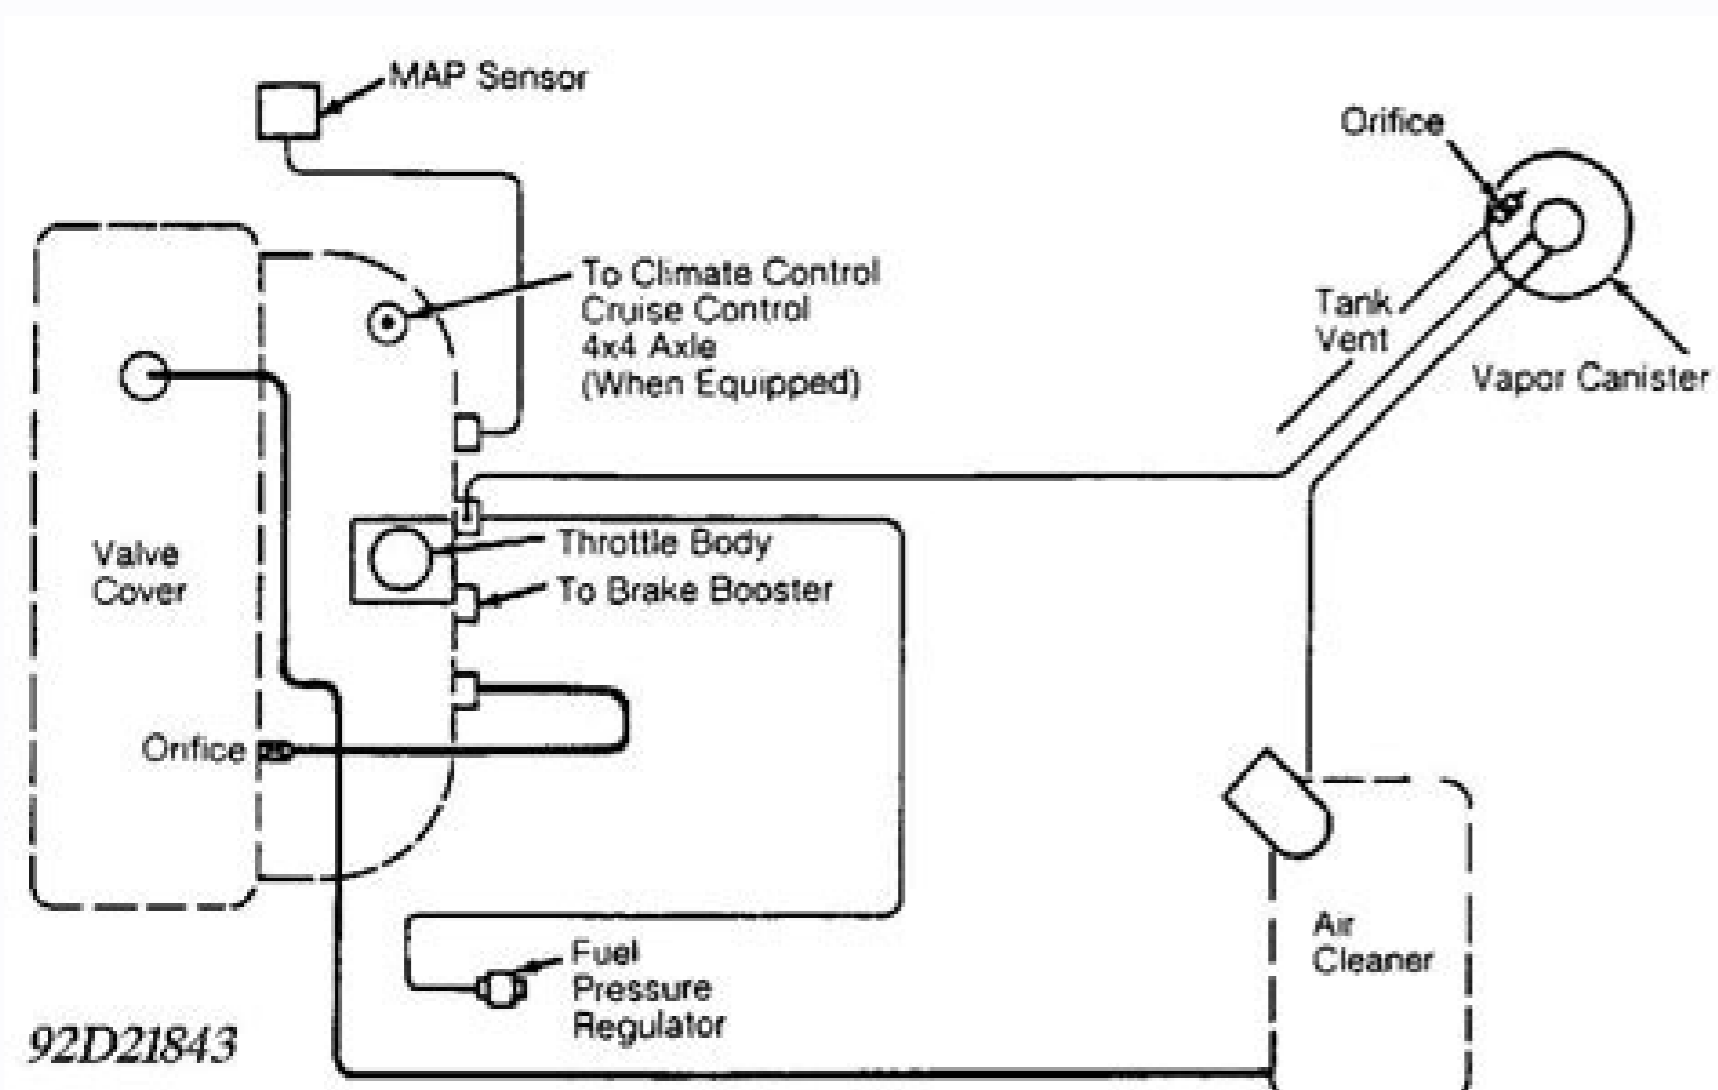 MAP Sensor
Orifice
To Climate Control
Cruise Control
4x4 Axle
(When Equipped)
Tank
Vent
Vapor Canister
Valve
Cover
Throttle Body
To Brake Booster
Orifice
Air
Cleaner
Fuel
Pressure
Regulator
92D21843